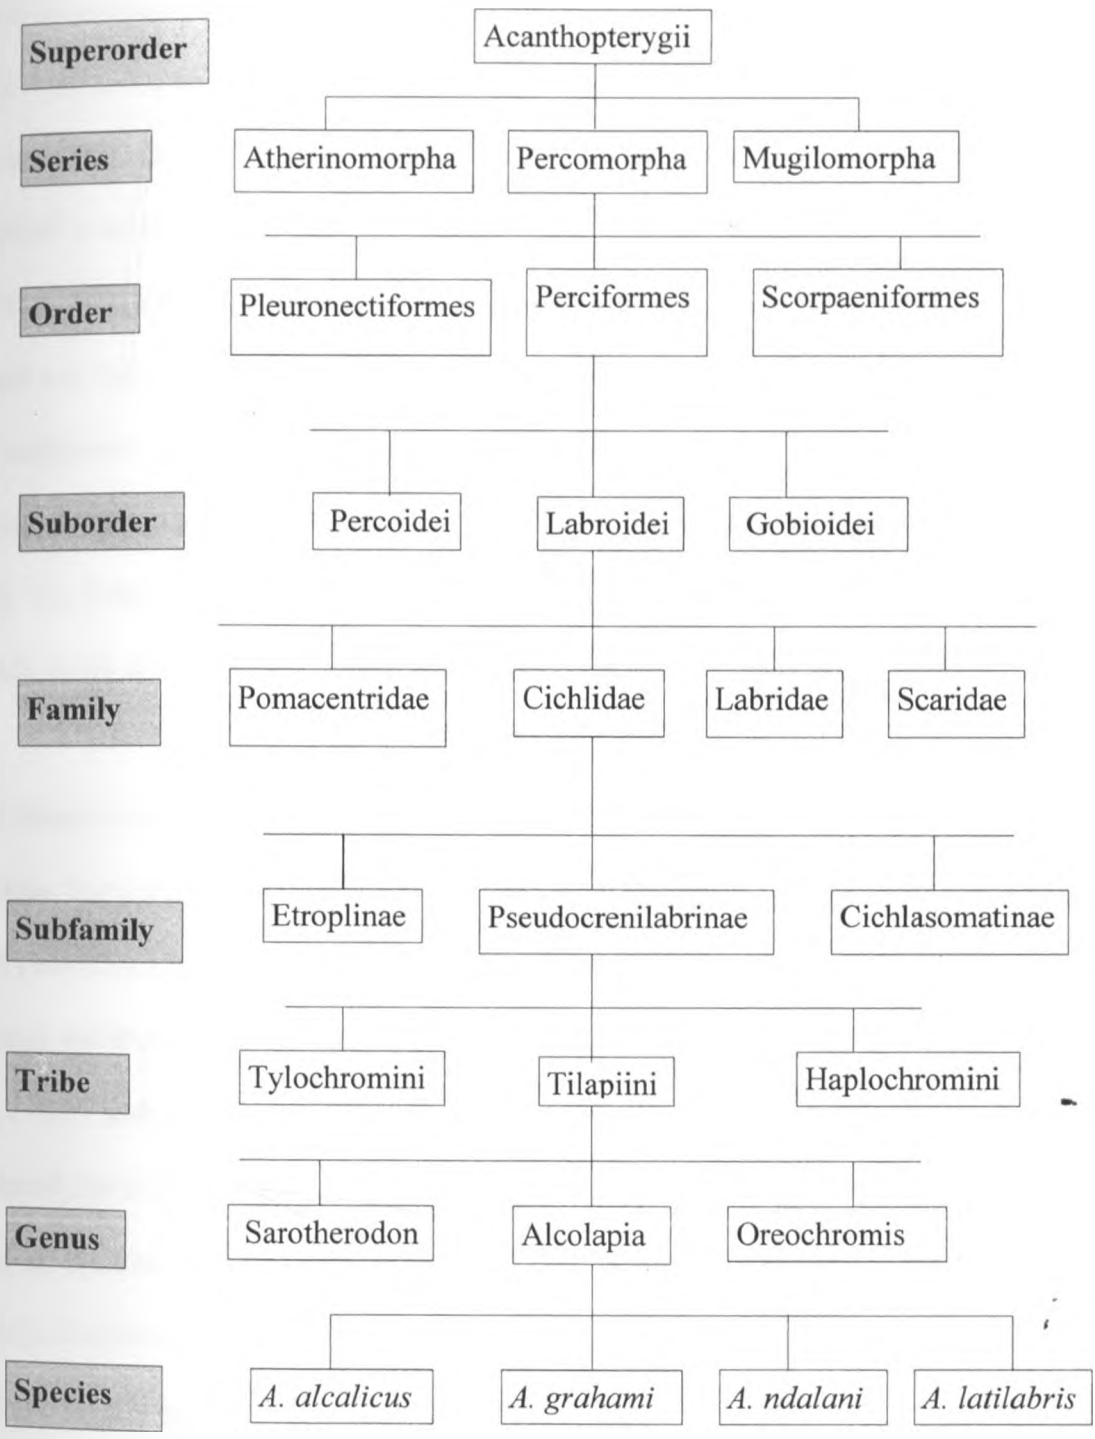 Superorder Acanthopterygii
Series Atherinomorpha Percomorpha Mugilomorpha
Order Pleuronectiformes Perciformes Scorpaeniformes
Suborder Percoidei Labroidei Gobioidei
Family Pomacentridae Cichlidae Labridae Scaridae
Subfamily Etroplinae Pseudocrenilabrinae Cichlasomatinae
Tribe Tylochromini Tilapiini Haplochromini
Genus Sarotherodon Alcolapia Oreochromis
Species A. alcalicus A. grahami A. ndalani A. latilabris